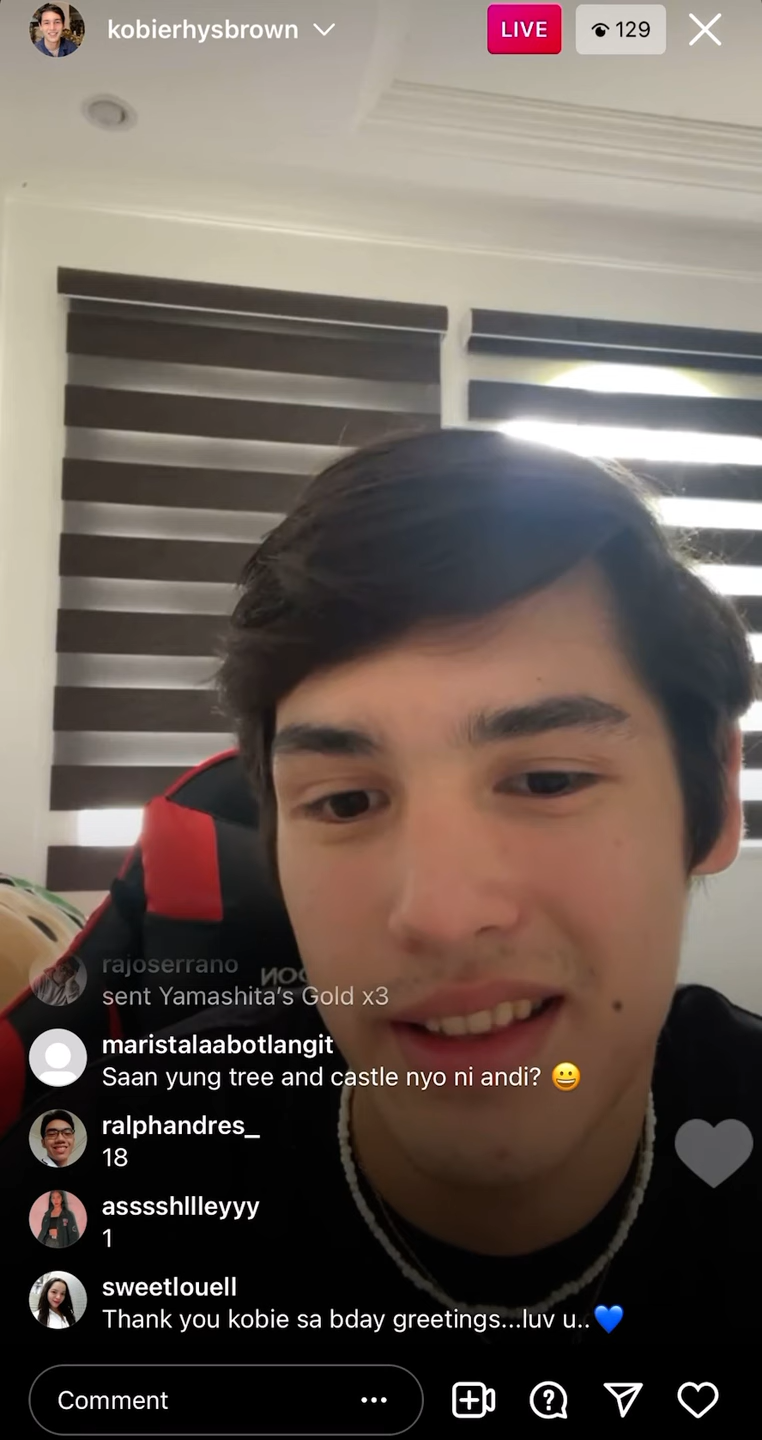 kobierhysbrown
LIVE
129
rajoserrano
sent Yamashita's Gold x3
maristalaabotlangit
Saan yung tree and castle nyo ni andi? 😀
ralphandres_
18
asssshllleyyy
1
sweetlouell
Thank you kobie sa bday greetings...luv u..💙
Comment